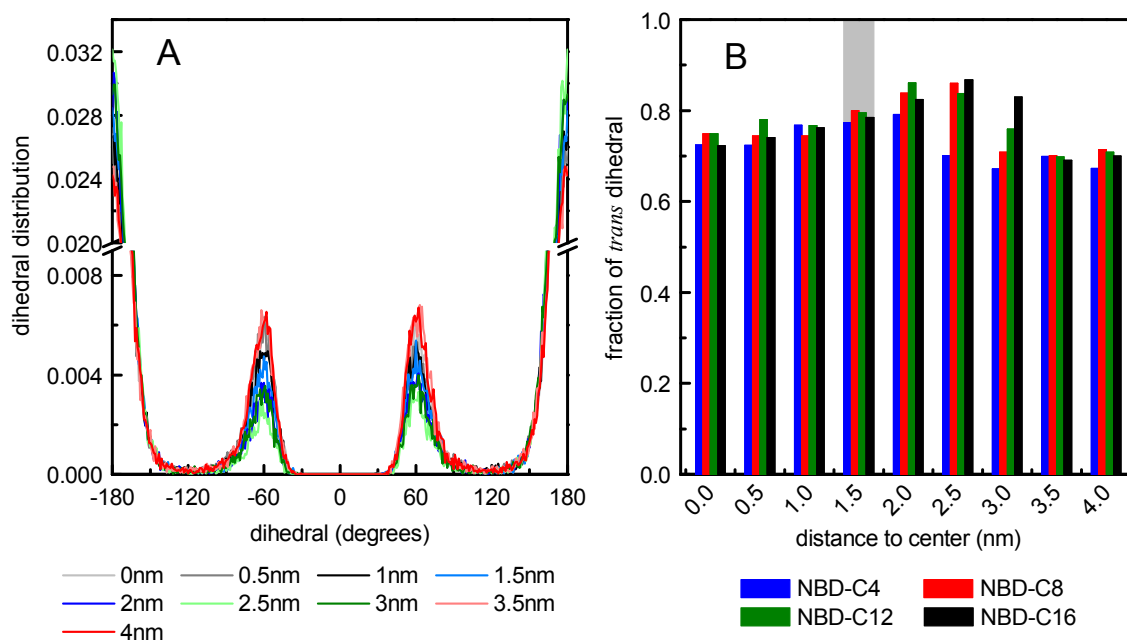 A
0.032
0.028
0.024
0.020
0.008
0.004
0.000
dihedral distribution
-180 -120 -60 0 60 120 180
dihedral (degrees)
0nm 0.5nm 1nm 1.5nm
2nm 2.5nm 3nm 3.5nm
4nm
B
1.0
0.8
0.6
0.4
0.2
0.0
fraction of trans dihedral
0.0 0.5 1.0 1.5 2.0 2.5 3.0 3.5 4.0
distance to center (nm)
NBD-C4 NBD-C8
NBD-C12 NBD-C16